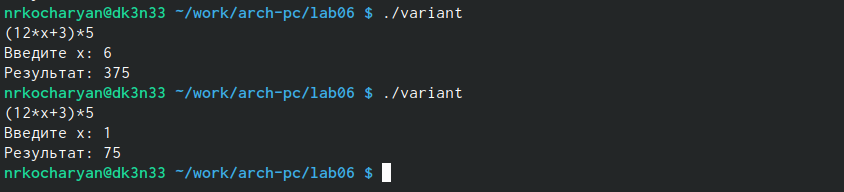 nrkocharyan@dk3n33 ~/work/arch-pc/lab06 $ ./variant
(12*x+3)*5
Введите x: 6
Результат: 375
nrkocharyan@dk3n33 ~/work/arch-pc/lab06 $ ./variant
(12*x+3)*5
Введите x: 1
Результат: 75
nrkocharyan@dk3n33 ~/work/arch-pc/lab06 $